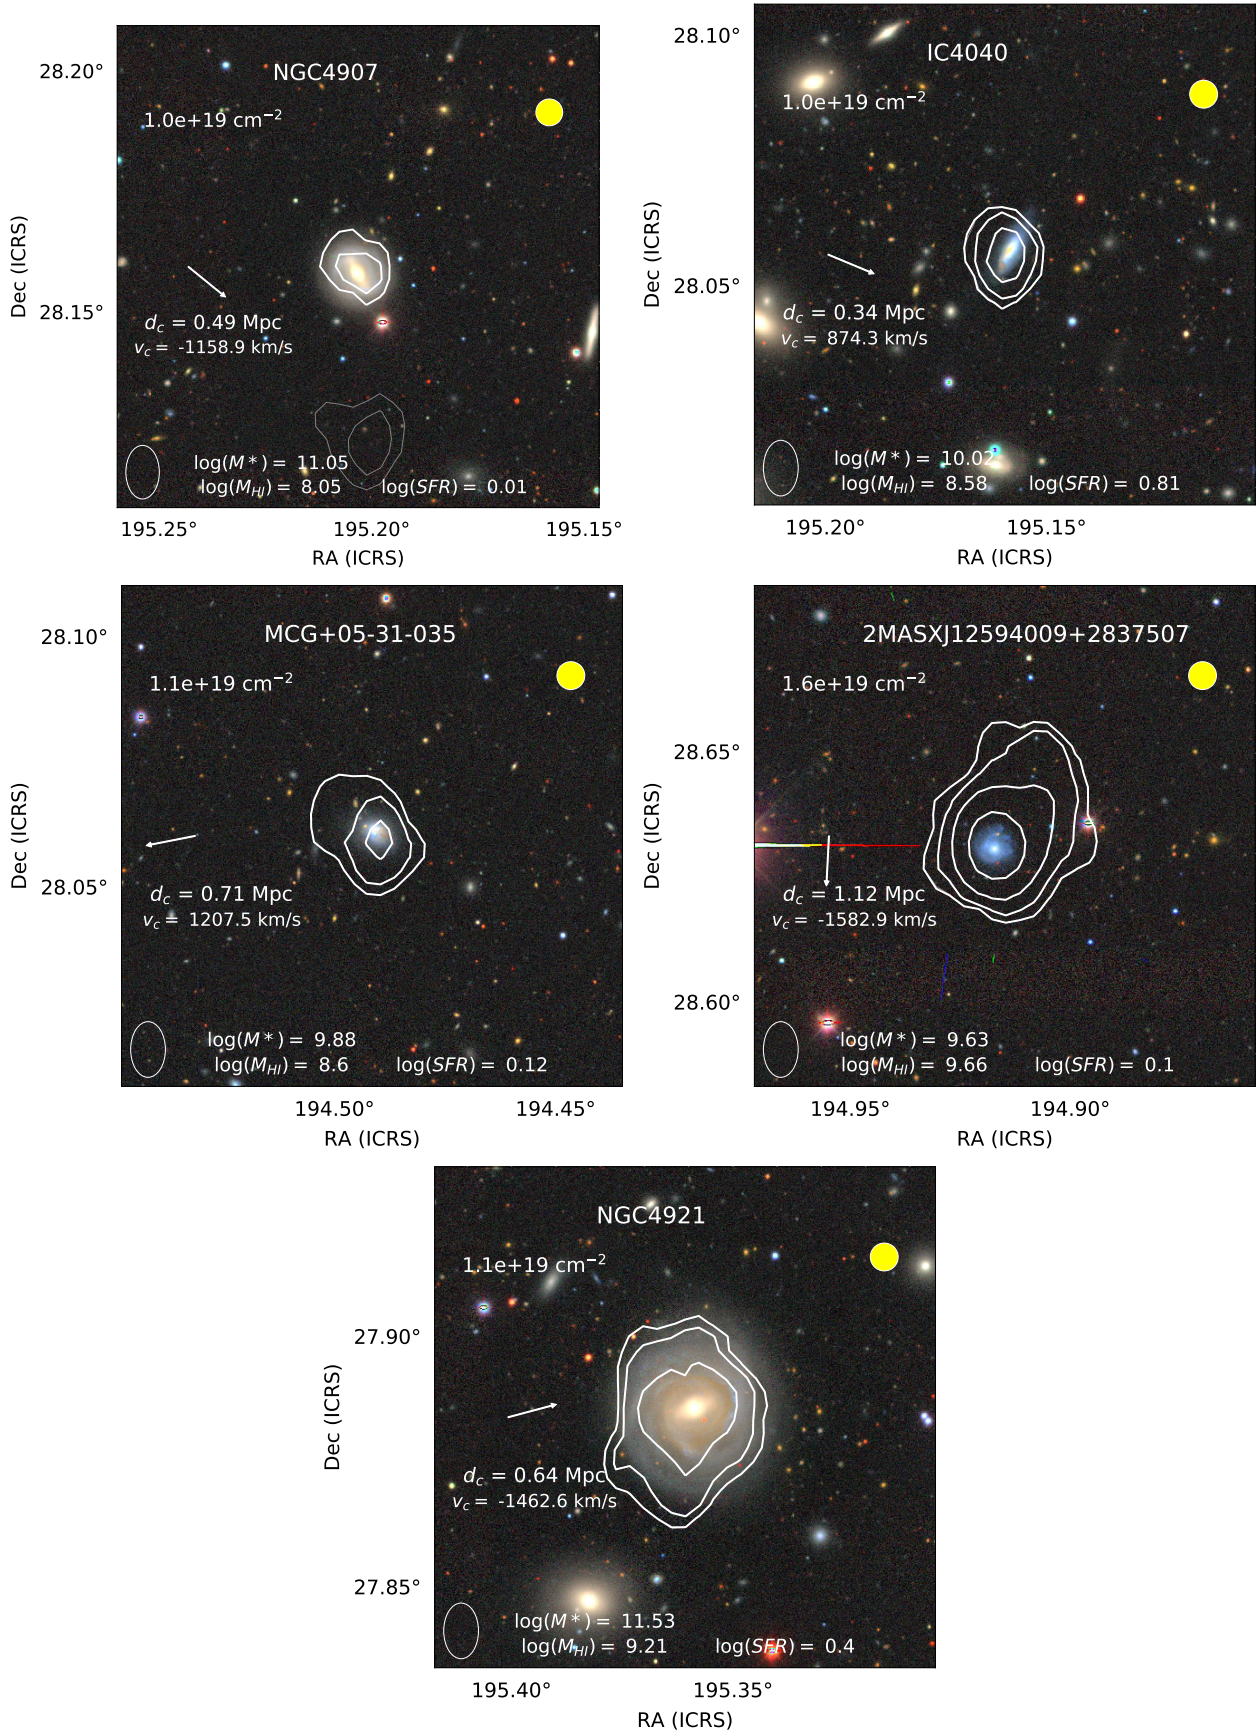 NGC4907
1.0e+19 cm⁻²
d_c = 0.49 Mpc
v_c = -1158.9 km/s
log(M*) = 11.05
log(M_HI) = 8.05 log(SFR) = 0.01
28.20°
28.15°
Dec (ICRS)
195.25° 195.20° 195.15°
RA (ICRS)
IC4040
1.0e+19 cm⁻²
d_c = 0.34 Mpc
v_c = 874.3 km/s
log(M*) = 10.02
log(M_HI) = 8.58 log(SFR) = 0.81
28.10°
28.05°
Dec (ICRS)
195.20° 195.15°
RA (ICRS)
MCG+05-31-035
1.1e+19 cm⁻²
d_c = 0.71 Mpc
v_c = 1207.5 km/s
log(M*) = 9.88
log(M_HI) = 8.6 log(SFR) = 0.12
28.10°
28.05°
Dec (ICRS)
194.50° 194.45°
RA (ICRS)
2MASXJ12594009+2837507
1.6e+19 cm⁻²
d_c = 1.12 Mpc
v_c = -1582.9 km/s
log(M*) = 9.63
log(M_HI) = 9.66 log(SFR) = 0.1
28.65°
28.60°
Dec (ICRS)
194.95° 194.90°
RA (ICRS)
NGC4921
1.1e+19 cm⁻²
d_c = 0.64 Mpc
v_c = -1462.6 km/s
log(M*) = 11.53
log(M_HI) = 9.21 log(SFR) = 0.4
27.90°
27.85°
Dec (ICRS)
195.40° 195.35°
RA (ICRS)